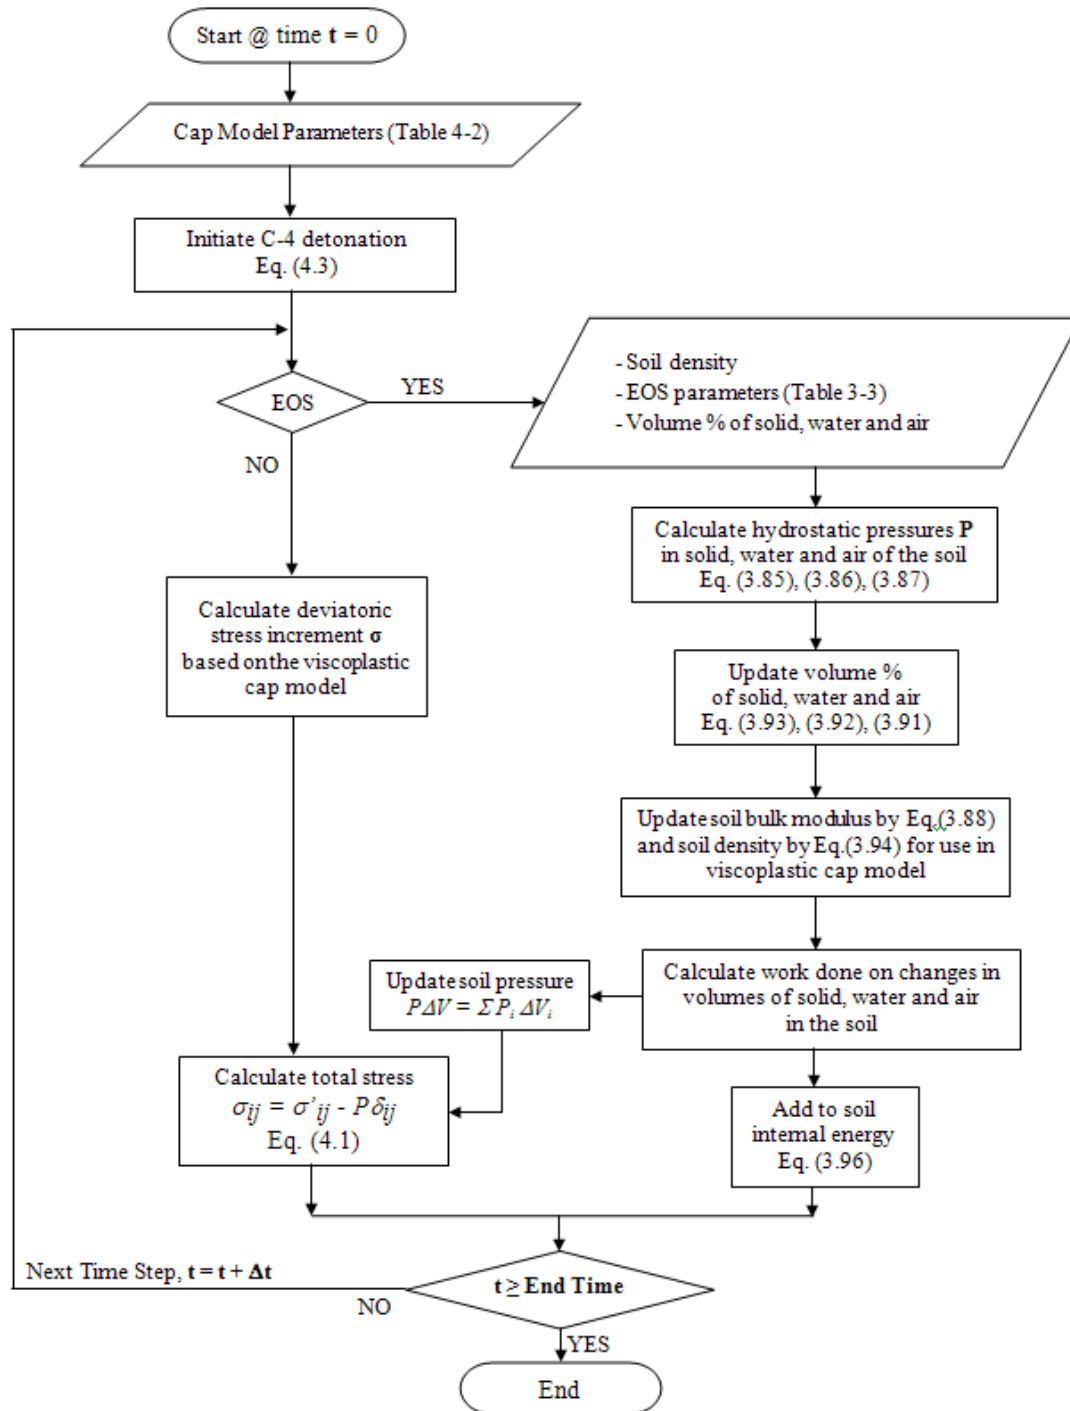 Start @ time t = 0
Cap Model Parameters (Table 4-2)
Initiate C-4 detonation
Eq. (4.3)
EOS
YES
NO
- Soil density
- EOS parameters (Table 3-3)
- Volume % of solid, water and air
Calculate hydrostatic pressures P
in solid, water and air of the soil
Eq. (3.85), (3.86), (3.87)
Calculate deviatoric
stress increment σ
based onthe viscoplastic
cap model
Update volume %
of solid, water and air
Eq. (3.93), (3.92), (3.91)
Update soil bulk modulus by Eq.(3.88)
and soil density by Eq.(3.94) for use in
viscoplastic cap model
Calculate work done on changes in
volumes of solid, water and air
in the soil
Update soil pressure
PΔV = ΣPᵢ ΔVᵢ
Calculate total stress
σij = σ'ij - Pδij
Eq. (4.1)
Add to soil
internal energy
Eq. (3.96)
Next Time Step, t = t + Δt
NO
t ≥ End Time
YES
End